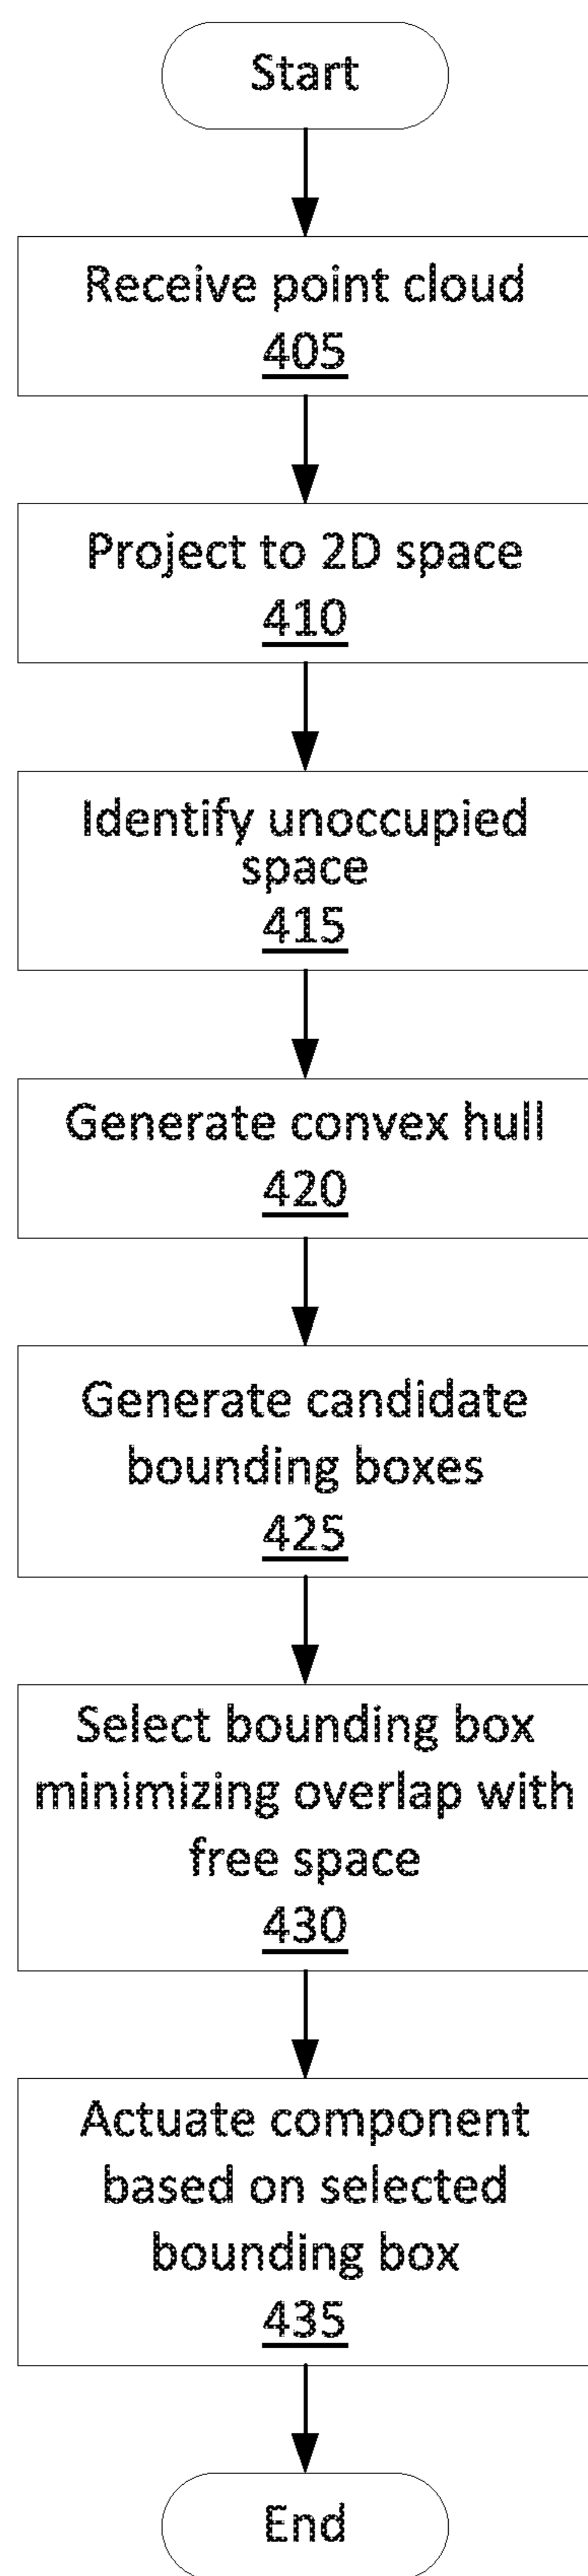 Start
Receive point cloud
405
Project to 2D space
410
Identify unoccupied
space
415
Generate convex hull
420
Generate candidate
bounding boxes
425
Select bounding box
minimizing overlap with
free space
430
Actuate component
based on selected
bounding box
435
End